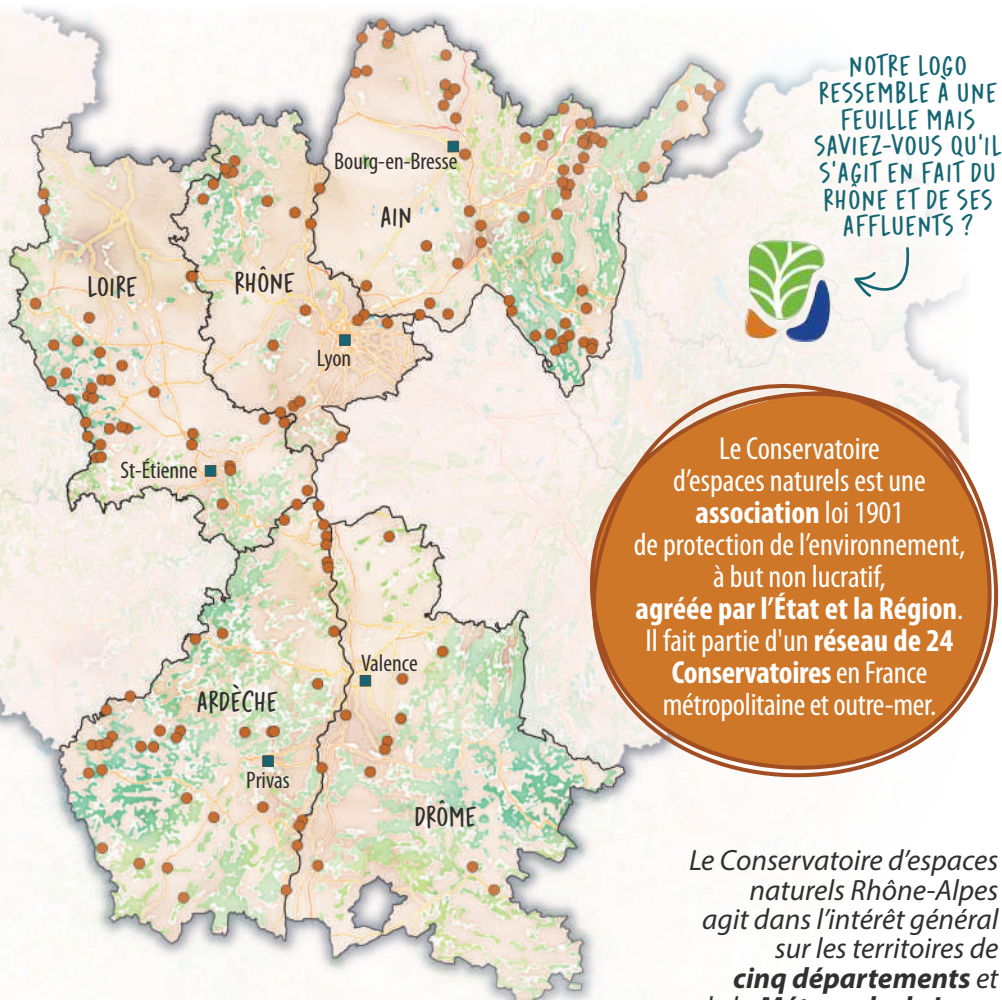 NOTRE LOGO
RESSEMBLE À UNE
FEUILLE MAIS
SAVIEZ-VOUS QU'IL
S'AGIT EN FAIT DU
RHÔNE ET DE SES
AFFLUENTS ?
Bourg-en-Bresse
AIN
LOIRE
RHÔNE
Lyon
St-Étienne
Valence
ARDÈCHE
Privas
DRÔME
Le Conservatoire
d'espaces naturels est une
association loi 1901
de protection de l'environnement,
à but non lucratif,
agréée par l'État et la Région.
Il fait partie d'un réseau de 24
Conservatoires en France
métropolitaine et outre-mer.
Le Conservatoire d'espaces
naturels Rhône-Alpes
agit dans l'intérêt général
sur les territoires de
cinq départements et